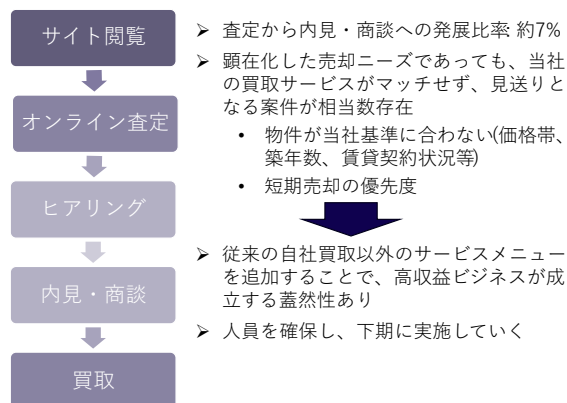 サイト閲覧
オンライン査定
ヒアリング
内見・商談
買取
➢ 査定から内見・商談への発展比率 約7%
➢ 顕在化した売却ニーズであっても、当社
の買取サービスがマッチせず、見送りと
なる案件が相当数存在
• 物件が当社基準に合わない(価格帯、
築年数、賃貸契約状況等)
• 短期売却の優先度
➢ 従来の自社買取以外のサービスメニュー
を追加することで、高収益ビジネスが成
立する蓋然性あり
➢ 人員を確保し、下期に実施していく